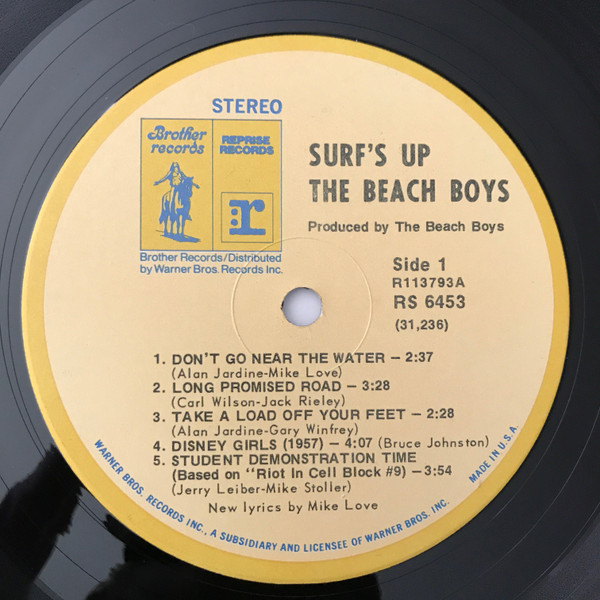 STEREO
Brother
records
REPRISE
RECORDS
:r
Brother Records/Distributed
by Warner Bros. Records Inc.
SURF'S UP
THE BEACH BOYS
Produced by The Beach Boys
Side 1
R113793A
RS 6453
(31,236)
1. DON'T GO NEAR THE WATER – 2:37
(Alan Jardine-Mike Love)
2. LONG PROMISED ROAD – 3:28
(Carl Wilson-Jack Rieley)
3. TAKE A LOAD OFF YOUR FEET – 2:28
(Alan Jardine-Gary Winfrey)
4. DISNEY GIRLS (1957) – 4:07 (Bruce Johnston)
5. STUDENT DEMONSTRATION TIME
(Based on "Riot In Cell Block #9) – 3:54
(Jerry Leiber-Mike Stoller)
New lyrics by Mike Love
WARNER BROS. RECORDS INC., A SUBSIDIARY AND LICENSEE OF WARNER BROS. INC.
MADE IN U.S.A.